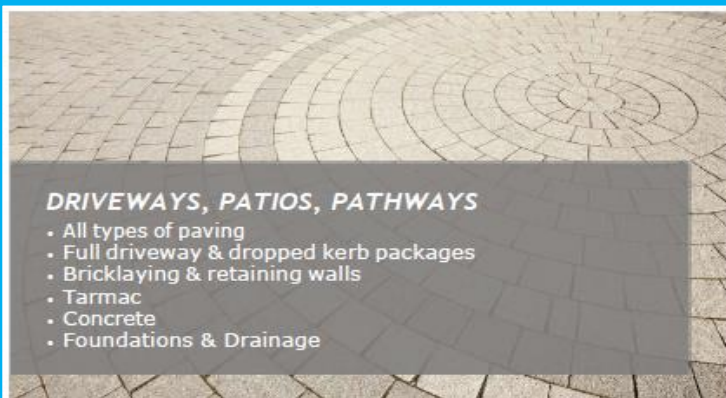 DRIVEWAYS, PATIOS, PATHWAYS
• All types of paving
• Full driveway & dropped kerb packages
• Bricklaying & retaining walls
• Tarmac
• Concrete
• Foundations & Drainage